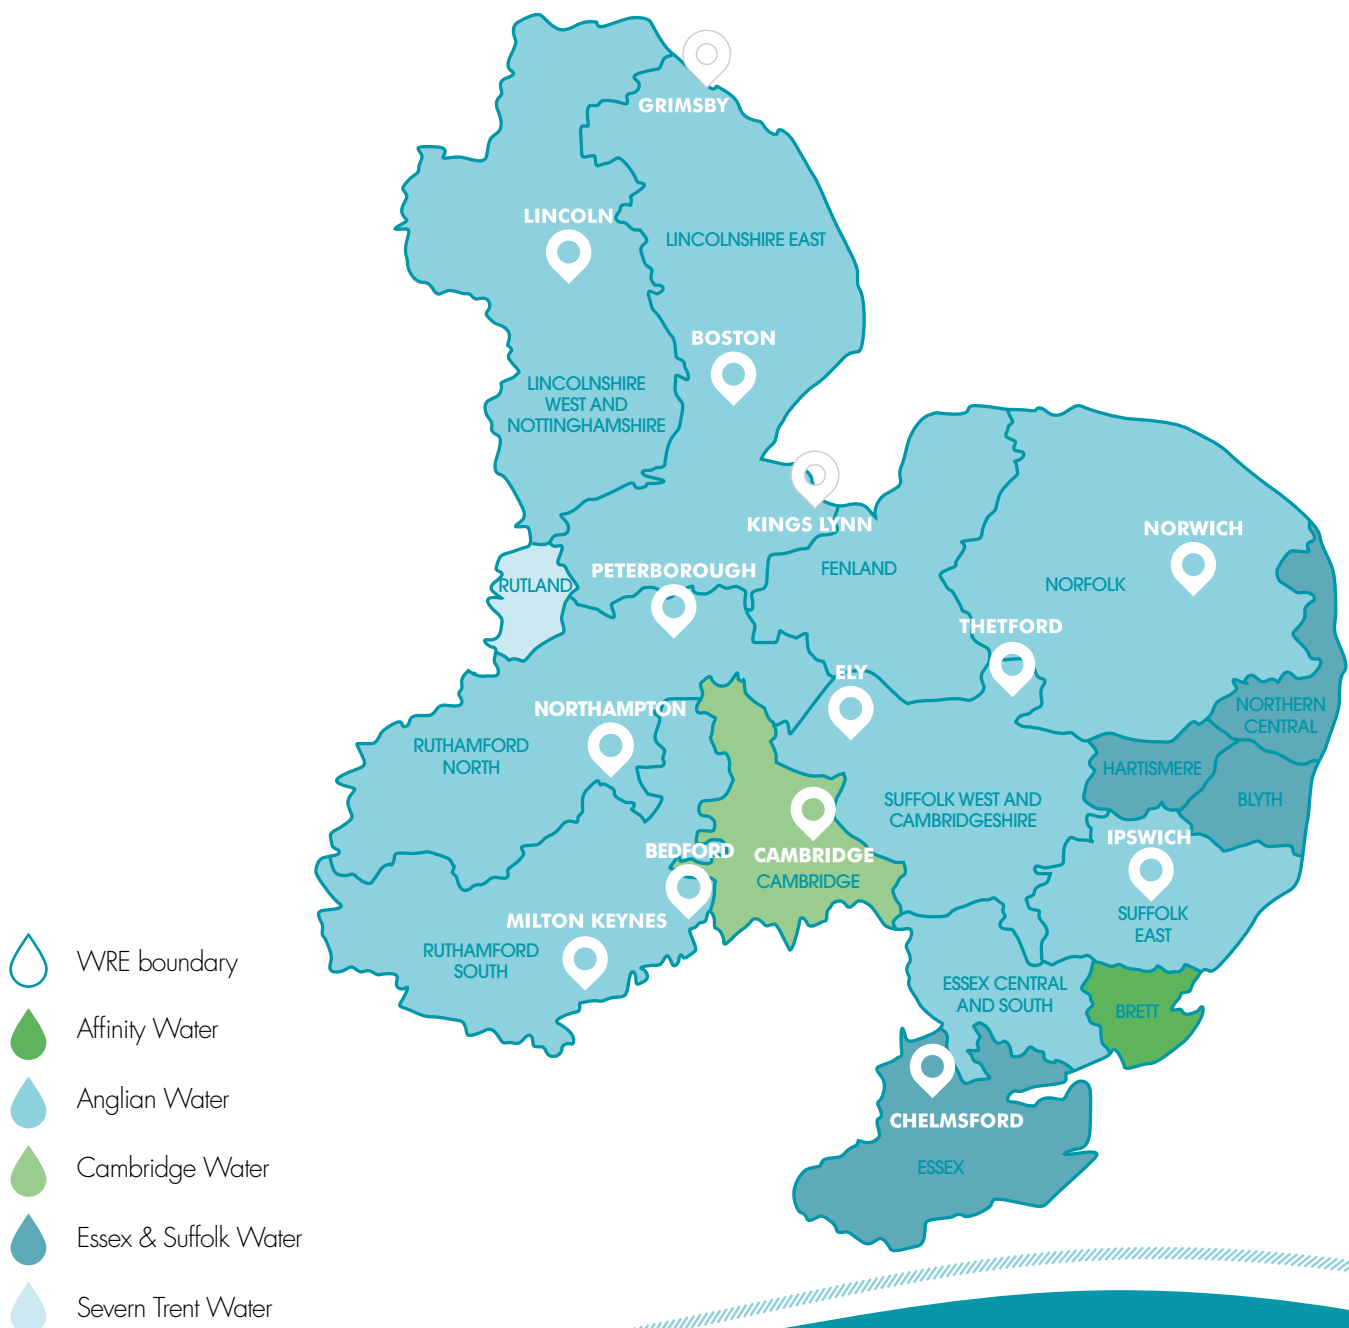 GRIMSBY
LINCOLN
LINCOLNSHIRE EAST
BOSTON
LINCOLNSHIRE
WEST AND
NOTTINGHAMSHIRE
KINGS LYNN
NORWICH
PETERBOROUGH
FENLAND
RUTLAND
NORFOLK
THETFORD
ELY
NORTHAMPTON
NORTHERN
CENTRAL
RUTHAMFORD
NORTH
HARTISMERE
BLYTH
SUFFOLK WEST AND
CAMBRIDGESHIRE
IPSWICH
BEDFORD
CAMBRIDGE
CAMBRIDGE
SUFFOLK
EAST
MILTON KEYNES
RUTHAMFORD
SOUTH
ESSEX CENTRAL
AND SOUTH
BRETT
CHELMSFORD
ESSEX
WRE boundary
Affinity Water
Anglian Water
Cambridge Water
Essex & Suffolk Water
Severn Trent Water